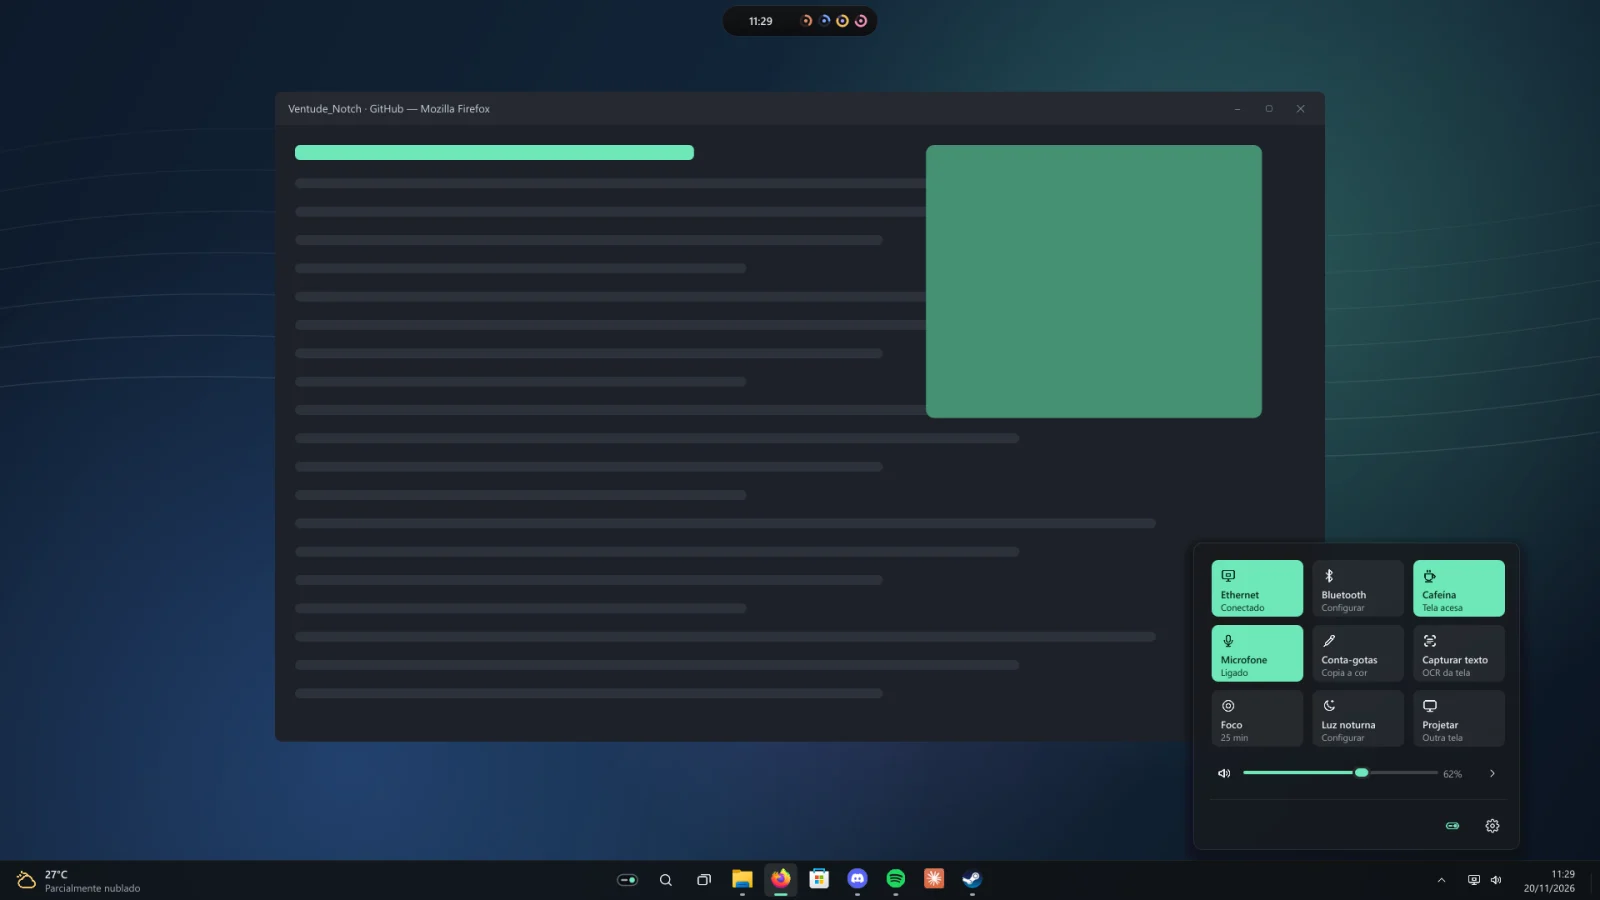 11:29
Ventude_Notch · GitHub — Mozilla Firefox
Ethernet
Conectado
Bluetooth
Configurar
Cafeína
Tela acesa
Microfone
Ligado
Conta-gotas
Copia a cor
Capturar texto
OCR da tela
Foco
25 min
Luz noturna
Configurar
Projetar
Outra tela
62%
27°C
Parcialmente nublado
11:29
20/11/2026